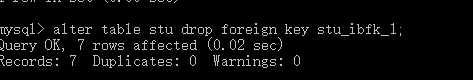 mysql> alter table stu drop foreign key stu_ibfk_1;
Query OK, 7 rows affected (0.02 sec)
Records: 7  Duplicates: 0  Warnings: 0